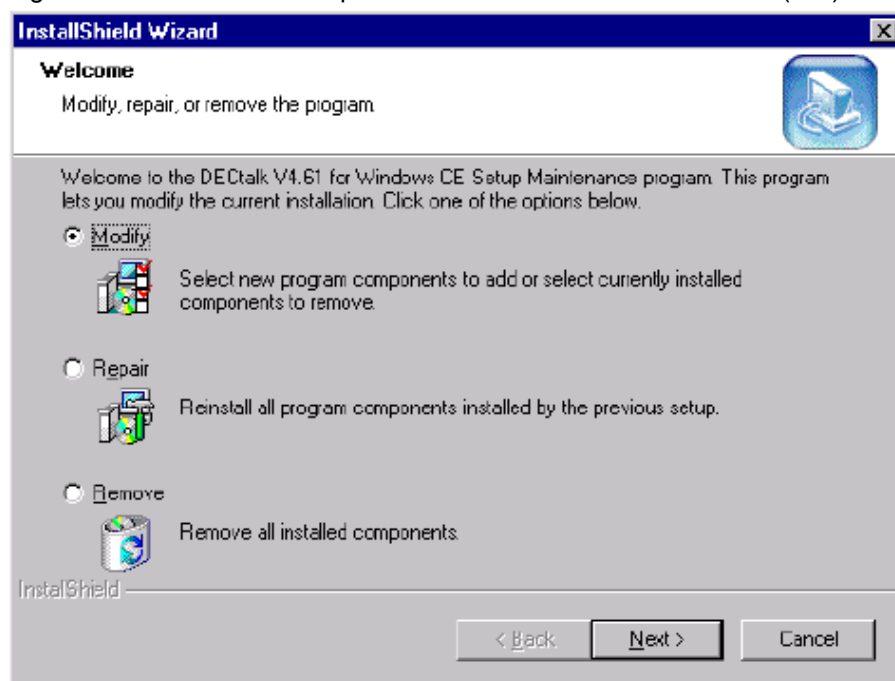 InstallShield Wizard
Welcome
Modify, repair, or remove the program.
Welcome to the DECtalk V4.61 for Windows CE Setup Maintenance program. This program
lets you modify the current installation. Click one of the options below.
Modify
Select new program components to add or select currently installed
components to remove.
Repair
Reinstall all program components installed by the previous setup.
Remove
Remove all installed components.
InstallShield
< Back
Next >
Cancel